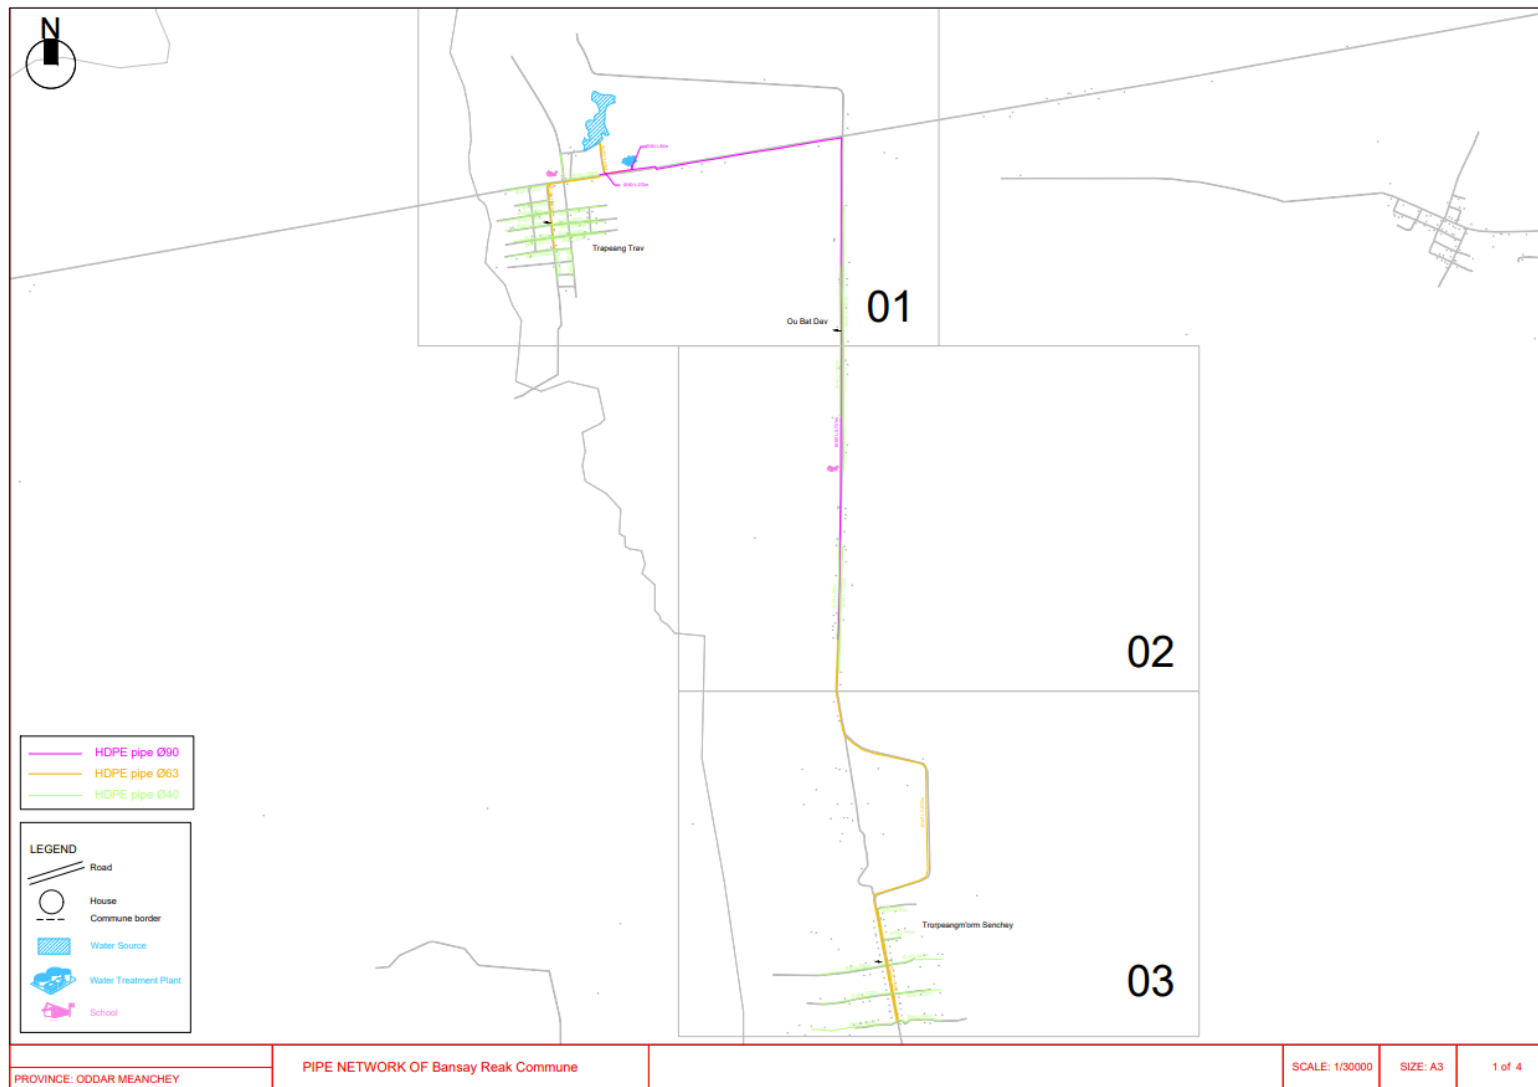 N
Trapeang Trav
Ou Bat Dav
01
02
HDPE pipe Ø90
HDPE pipe Ø63
HDPE pipe Ø40
LEGEND
Road
House
Commune border
Water Source
Water Treatment Plant
School
Trorpeangm'orm Senchey
03
PROVINCE: ODDAR MEANCHEY
PIPE NETWORK OF Bansay Reak Commune
SCALE: 1/30000
SIZE: A3
1 of 4